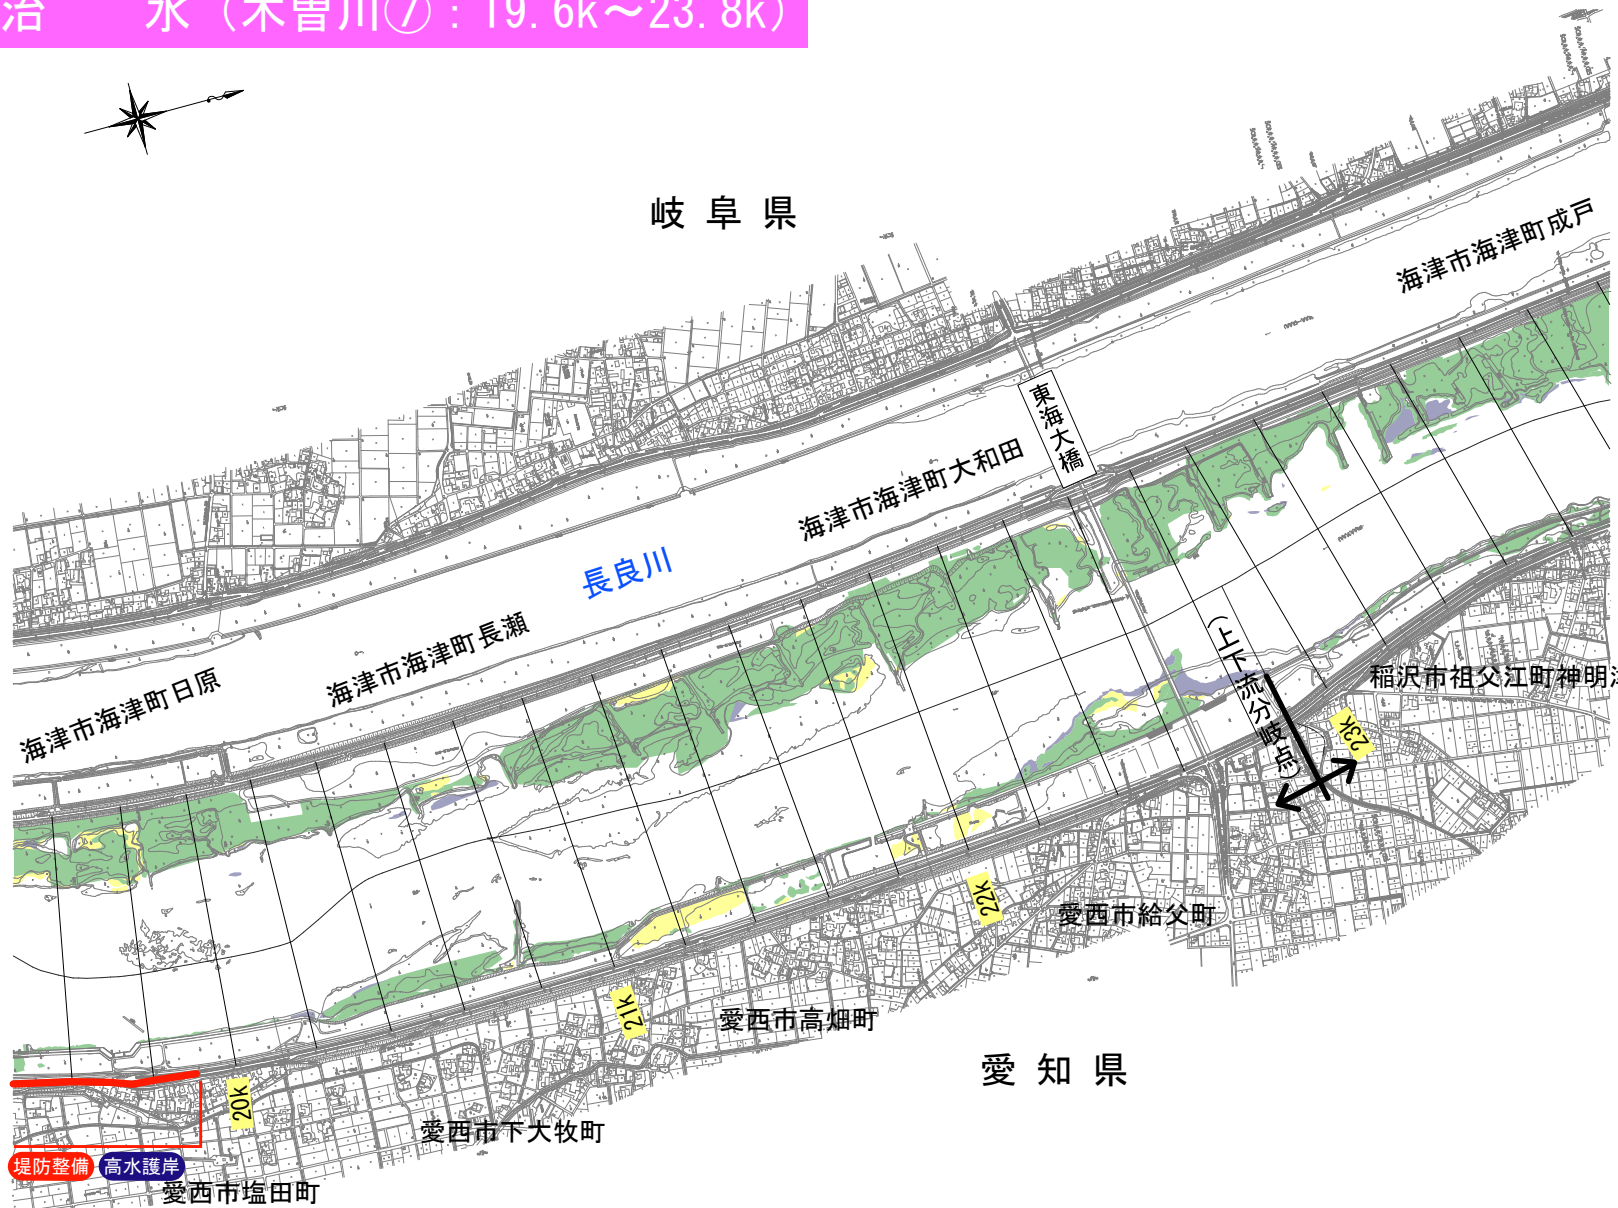 治　　水（木曽川⑦：19.6k～23.8k）
岐阜県
海津市海津町成戸
東海大橋
海津市海津町大和田
長良川
海津市海津町長瀬
海津市海津町日原
（上下流分岐点）
稲沢市祖父江町神明津
23k
22k
愛西市給父町
21k
愛西市高畑町
愛知県
20k
愛西市下大牧町
堤防整備 高水護岸
愛西市塩田町